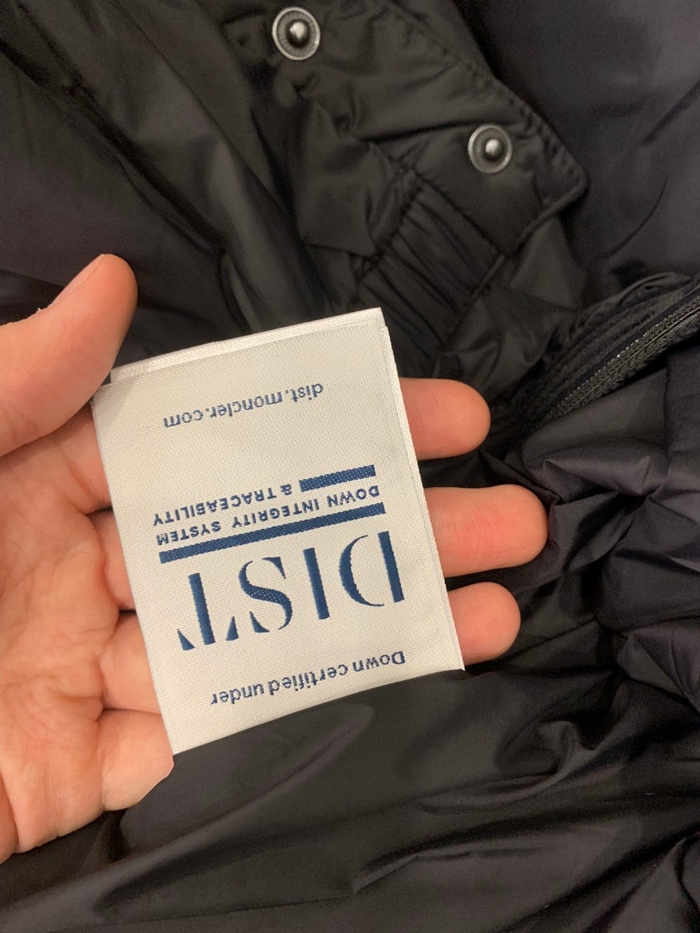 Down certified under
DIST
DOWN INTEGRITY SYSTEM
& TRACEABILITY
dist.moncler.com